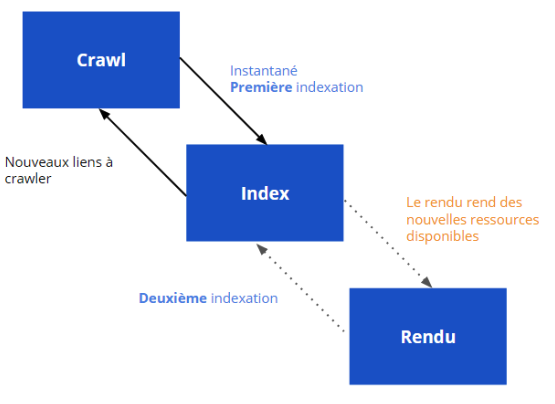 Crawl
Instantané
Première indexation
Nouveaux liens à
crawler
Index
Le rendu rend des
nouvelles ressources
disponibles
Deuxième indexation
Rendu